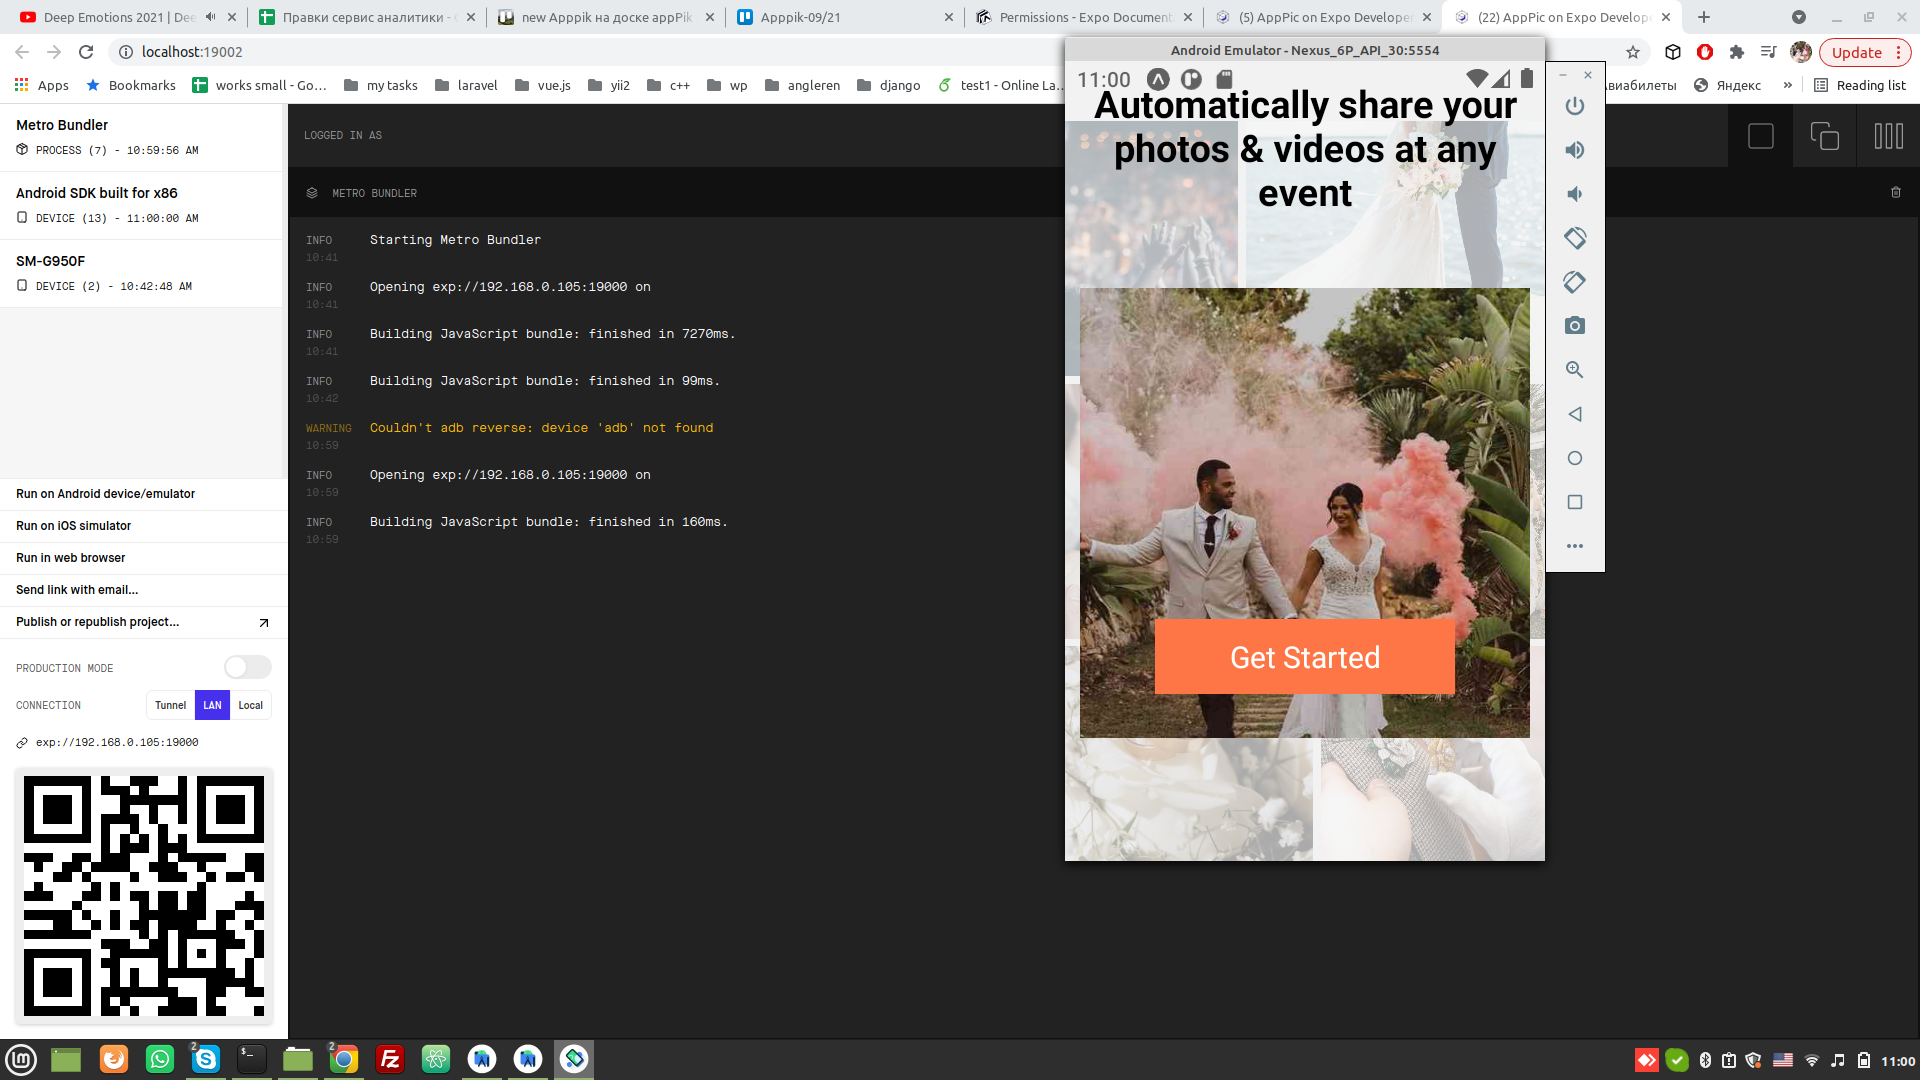 Deep Emotions 2021 | Dee
Правки сервис аналитики -
new Apppik на доске appPik
Apppik-09/21
Permissions - Expo Document
(5) AppPic on Expo Develope
(22) AppPic on Expo Develop
localhost:19002
Update
Apps
Bookmarks
works small - Go...
my tasks
laravel
vue.js
yii2
c++
wp
angleren
django
test1 - Online La...
Авиабилеты
Яндекс
»
Reading list
Metro Bundler
PROCESS (7) - 10:59:56 AM
Android SDK built for x86
DEVICE (13) - 11:00:00 AM
SM-G950F
DEVICE (2) - 10:42:48 AM
Run on Android device/emulator
Run on iOS simulator
Run in web browser
Send link with email...
Publish or republish project...
PRODUCTION MODE
CONNECTION
Tunnel
LAN
Local
exp://192.168.0.105:19000
LOGGED IN AS
METRO BUNDLER
INFO Starting Metro Bundler
10:41
INFO Opening exp://192.168.0.105:19000 on
10:41
INFO Building JavaScript bundle: finished in 7270ms.
10:41
INFO Building JavaScript bundle: finished in 99ms.
10:42
WARNING Couldn't adb reverse: device 'adb' not found
10:59
INFO Opening exp://192.168.0.105:19000 on
10:59
INFO Building JavaScript bundle: finished in 160ms.
10:59
Android Emulator - Nexus_6P_API_30:5554
11:00
Automatically share your
photos & videos at any
event
Get Started
2
2
11:00